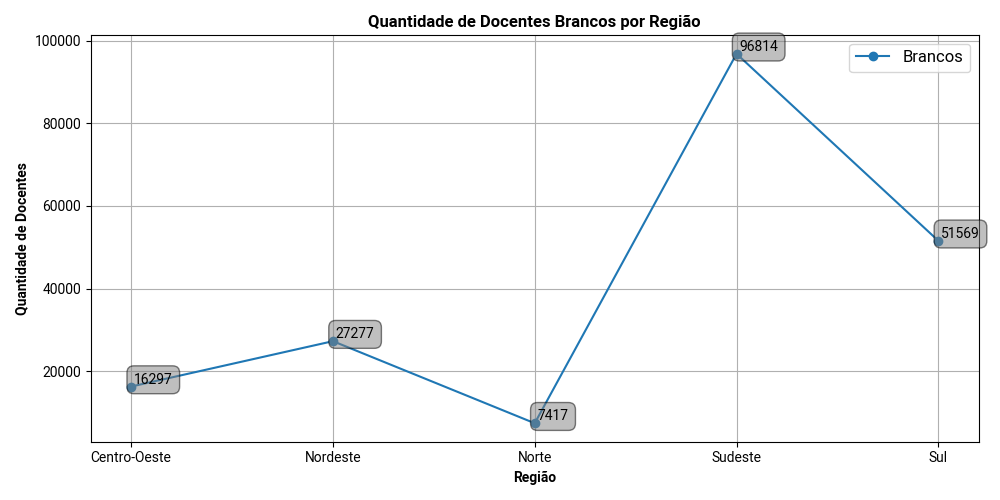 Quantidade de Docentes Brancos por Região
100000
80000
60000
40000
20000
Quantidade de Docentes
Brancos
16297
27277
7417
96814
51569
Centro-Oeste
Nordeste
Norte
Sudeste
Sul
Região